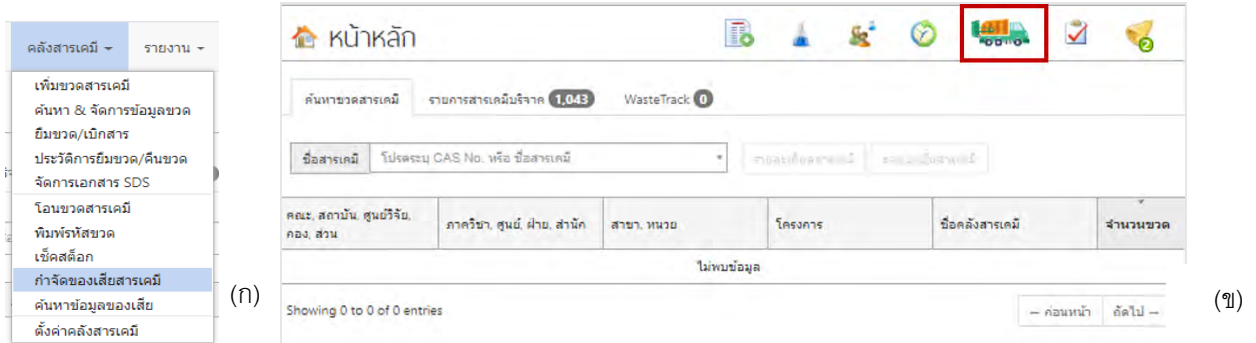 คลังสารเคมี
รายงาน
เพิ่มขวดสารเคมี
ค้นหา & จัดการข้อมูลขวด
ยืมขวด/เบิกสาร
ประวัติการยืมขวด/คืนขวด
จัดการเอกสาร SDS
โอนขวดสารเคมี
พิมพ์รหัสขวด
เช็คสต็อก
กำจัดของเสียสารเคมี
ค้นหาข้อมูลของเสีย
ตั้งค่าคลังสารเคมี
(ก)
หน้าหลัก
2
ค้นหาขวดสารเคมี รายการสารเคมีบริจาค 1,043 WasteTrack 0
ชื่อสารเคมี โปรดระบุ CAS No. หรือ ชื่อสารเคมี
คณะ, สถาบัน, ศูนย์วิจัย, กอง, ส่วน
ภาควิชา, ศูนย์, ฝ่าย, สำนัก
สาขา, หน่วย
โครงการ
ชื่อคลังสารเคมี
จำนวนขวด
ไม่พบข้อมูล
Showing 0 to 0 of 0 entries
← ก่อนหน้า ถัดไป →
(ข)